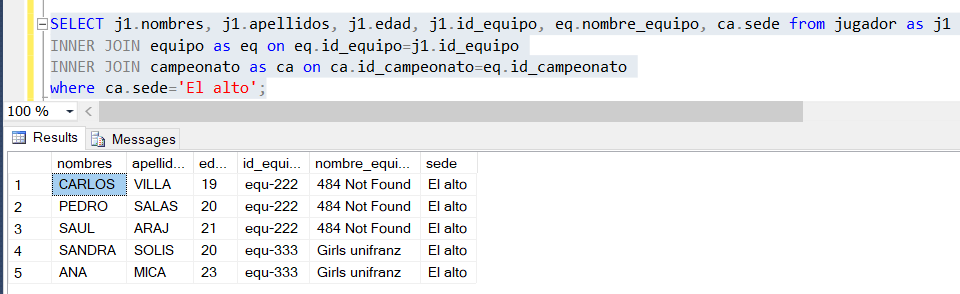 SELECT j1.nombres, j1.apellidos, j1.edad, j1.id_equipo, eq.nombre_equipo, ca.sede from jugador as j1
INNER JOIN equipo as eq on eq.id_equipo=j1.id_equipo
INNER JOIN campeonato as ca on ca.id_campeonato=eq.id_campeonato
where ca.sede='El alto';
100 %
Results Messages
nombres apellid... ed... id_equi... nombre_equi... sede
1 CARLOS VILLA 19 equ-222 484 Not Found El alto
2 PEDRO SALAS 20 equ-222 484 Not Found El alto
3 SAUL ARAJ 21 equ-222 484 Not Found El alto
4 SANDRA SOLIS 20 equ-333 Girls unifranz El alto
5 ANA MICA 23 equ-333 Girls unifranz El alto